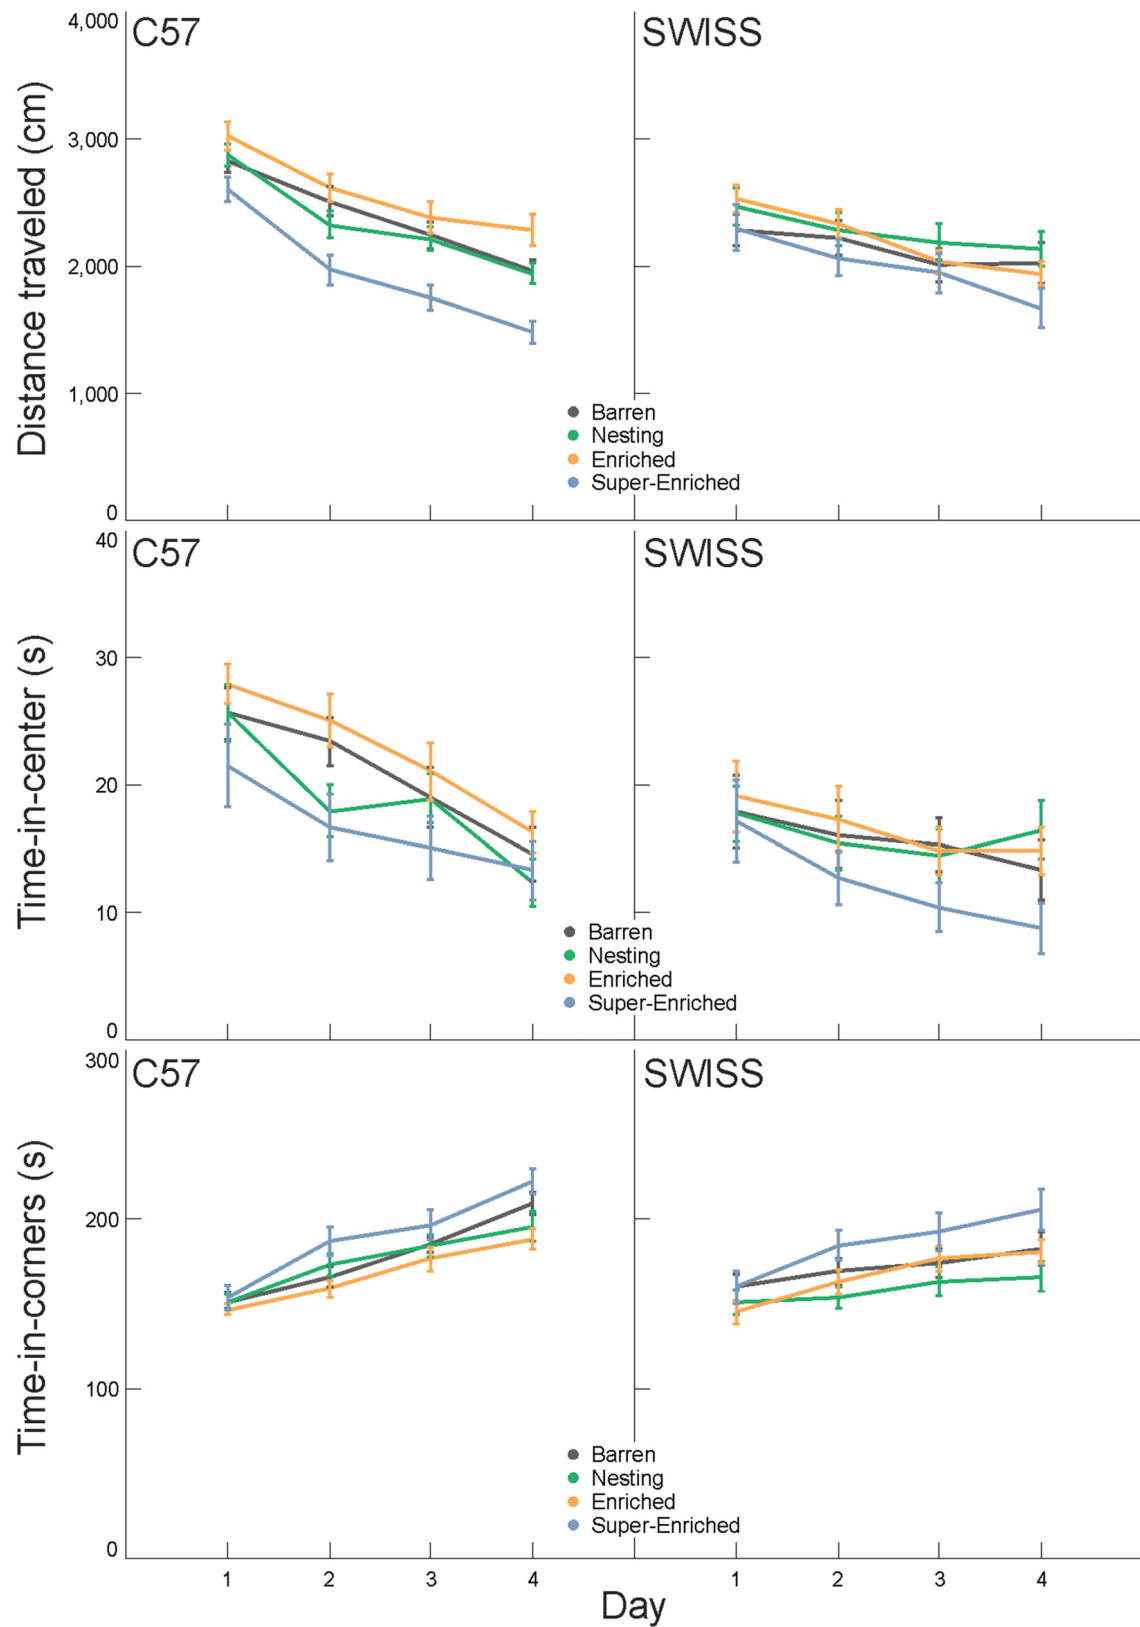 4,000
C57
SWISS
3,000
2,000
1,000
0
Distance traveled (cm)
Barren
Nesting
Enriched
Super-Enriched
40
C57
SWISS
30
20
10
0
Time-in-center (s)
Barren
Nesting
Enriched
Super-Enriched
300
C57
SWISS
200
100
0
Time-in-corners (s)
Barren
Nesting
Enriched
Super-Enriched
1 2 3 4 1 2 3 4
Day